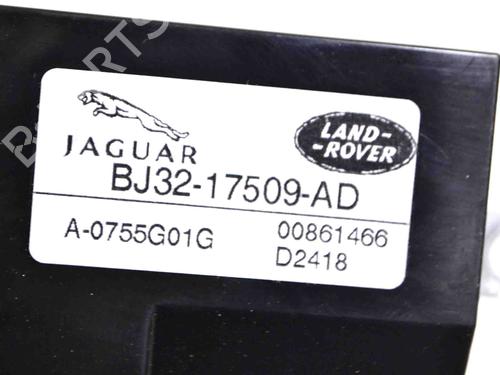 JAGUAR
LAND-
-ROVER
BJ32-17509-AD
A-0755G01G 00861466
D2418